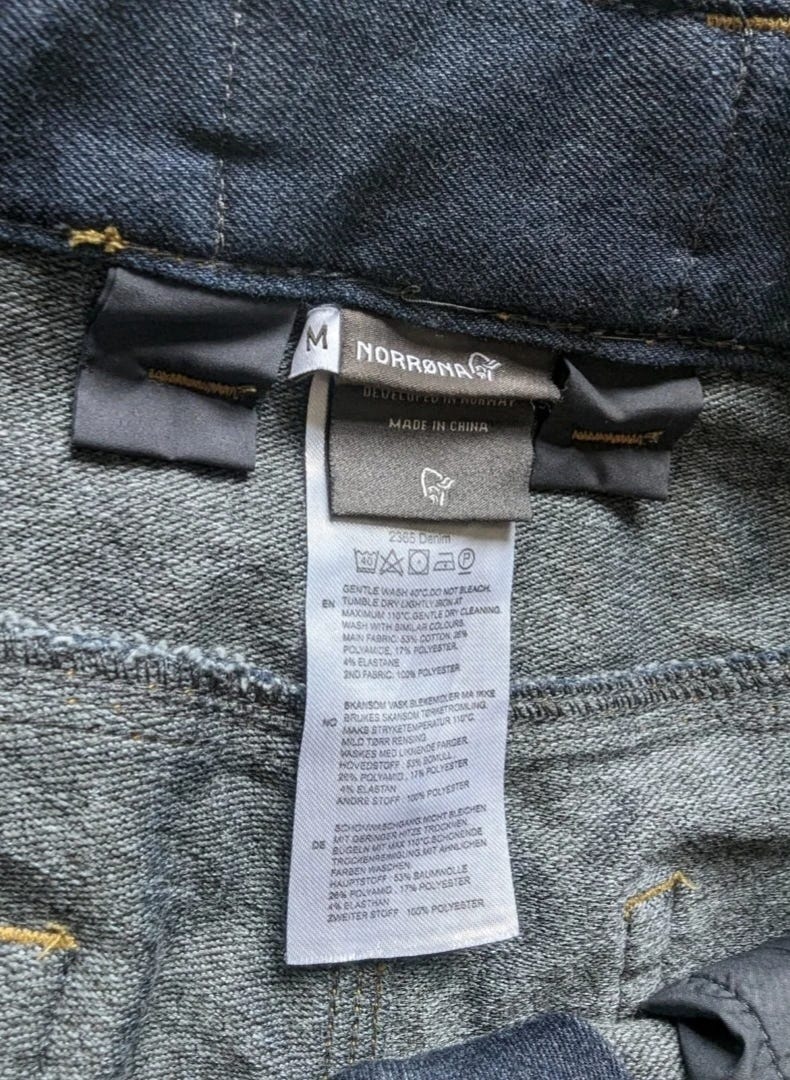 M
NORRØNA
DEVELOPED IN NORWAY
MADE IN CHINA
2365 Denim
40
P
EN
GENTLE WASH 40°C.DO NOT BLEACH.
TUMBLE DRY LIGHTLY.IRON AT
MAXIMUM 110°C.GENTLE DRY CLEANING.
WASH WITH SIMILAR COLOURS.
MAIN FABRIC: 53% COTTON, 26%
POLYAMIDE, 17% POLYESTER,
4% ELASTANE
2ND FABRIC: 100% POLYESTER
NO
SKANSOM VASK.BLEKEMIDLER MA IKKE
BRUKES.SKANSOM TØRKETROMLING.
MAKS STRYKETEMPERATUR 110°C.
MILD TØRR RENSING.
VASKES MED LIKNENDE FARGER.
HOVEDSTOFF : 53% BOMULL,
26% POLYAMID , 17% POLYESTER
4% ELASTAN
ANDRE STOFF : 100% POLYESTER
DE
SCHONWASCHGANG.NICHT BLEICHEN.
MIT GERINGER HITZE TROCKNEN.
BUGELN MIT MAX 110°C.SCHONENDE
TROCKENREINIGUNG.MIT ÄHNLICHEN
FARBEN WASCHEN.
HAUPTSTOFF : 53% BAUMWOLLE
26% POLYAMID , 17% POLYESTER
4% ELASTHAN
ZWEITER STOFF : 100% POLYESTER